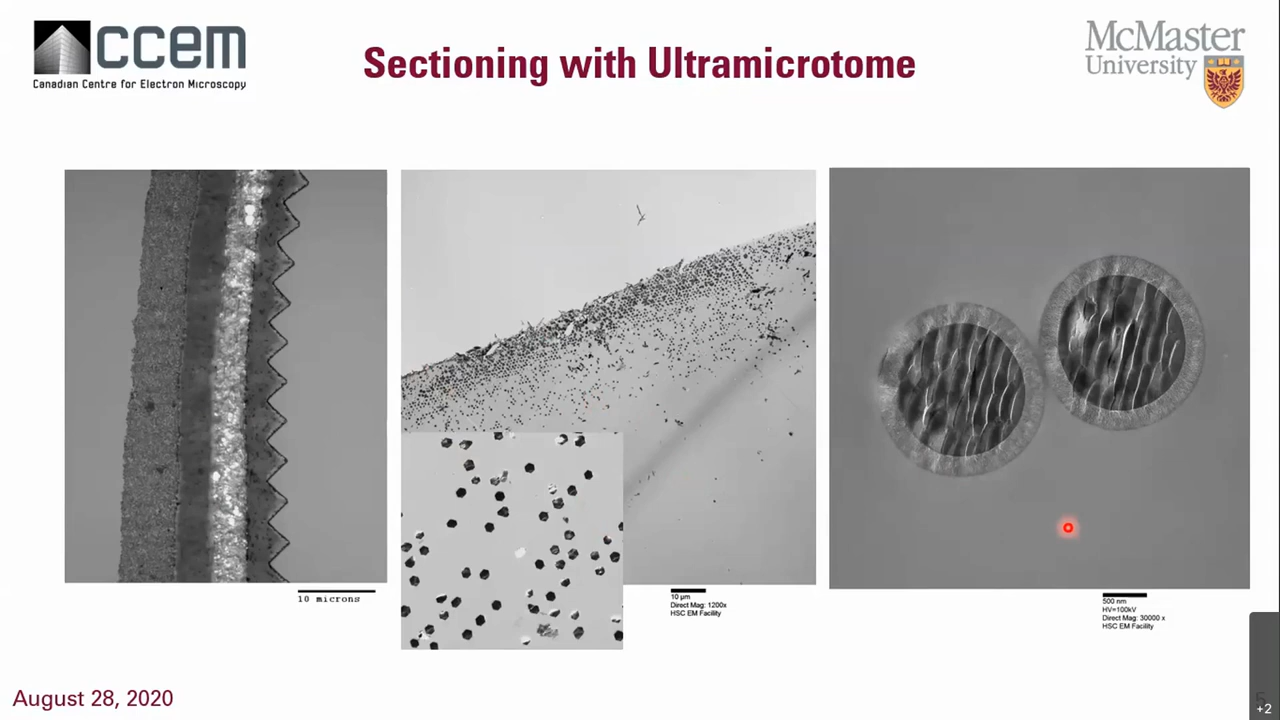 ccem
Canadian Centre for Electron Microscopy
Sectioning with Ultramicrotome
McMaster
University
10 microns
10 µm
Direct Mag: 1200x
HSC EM Facility
500 nm
HV=100kV
Direct Mag: 30000 x
HSC EM Facility
August 28, 2020
5
+2